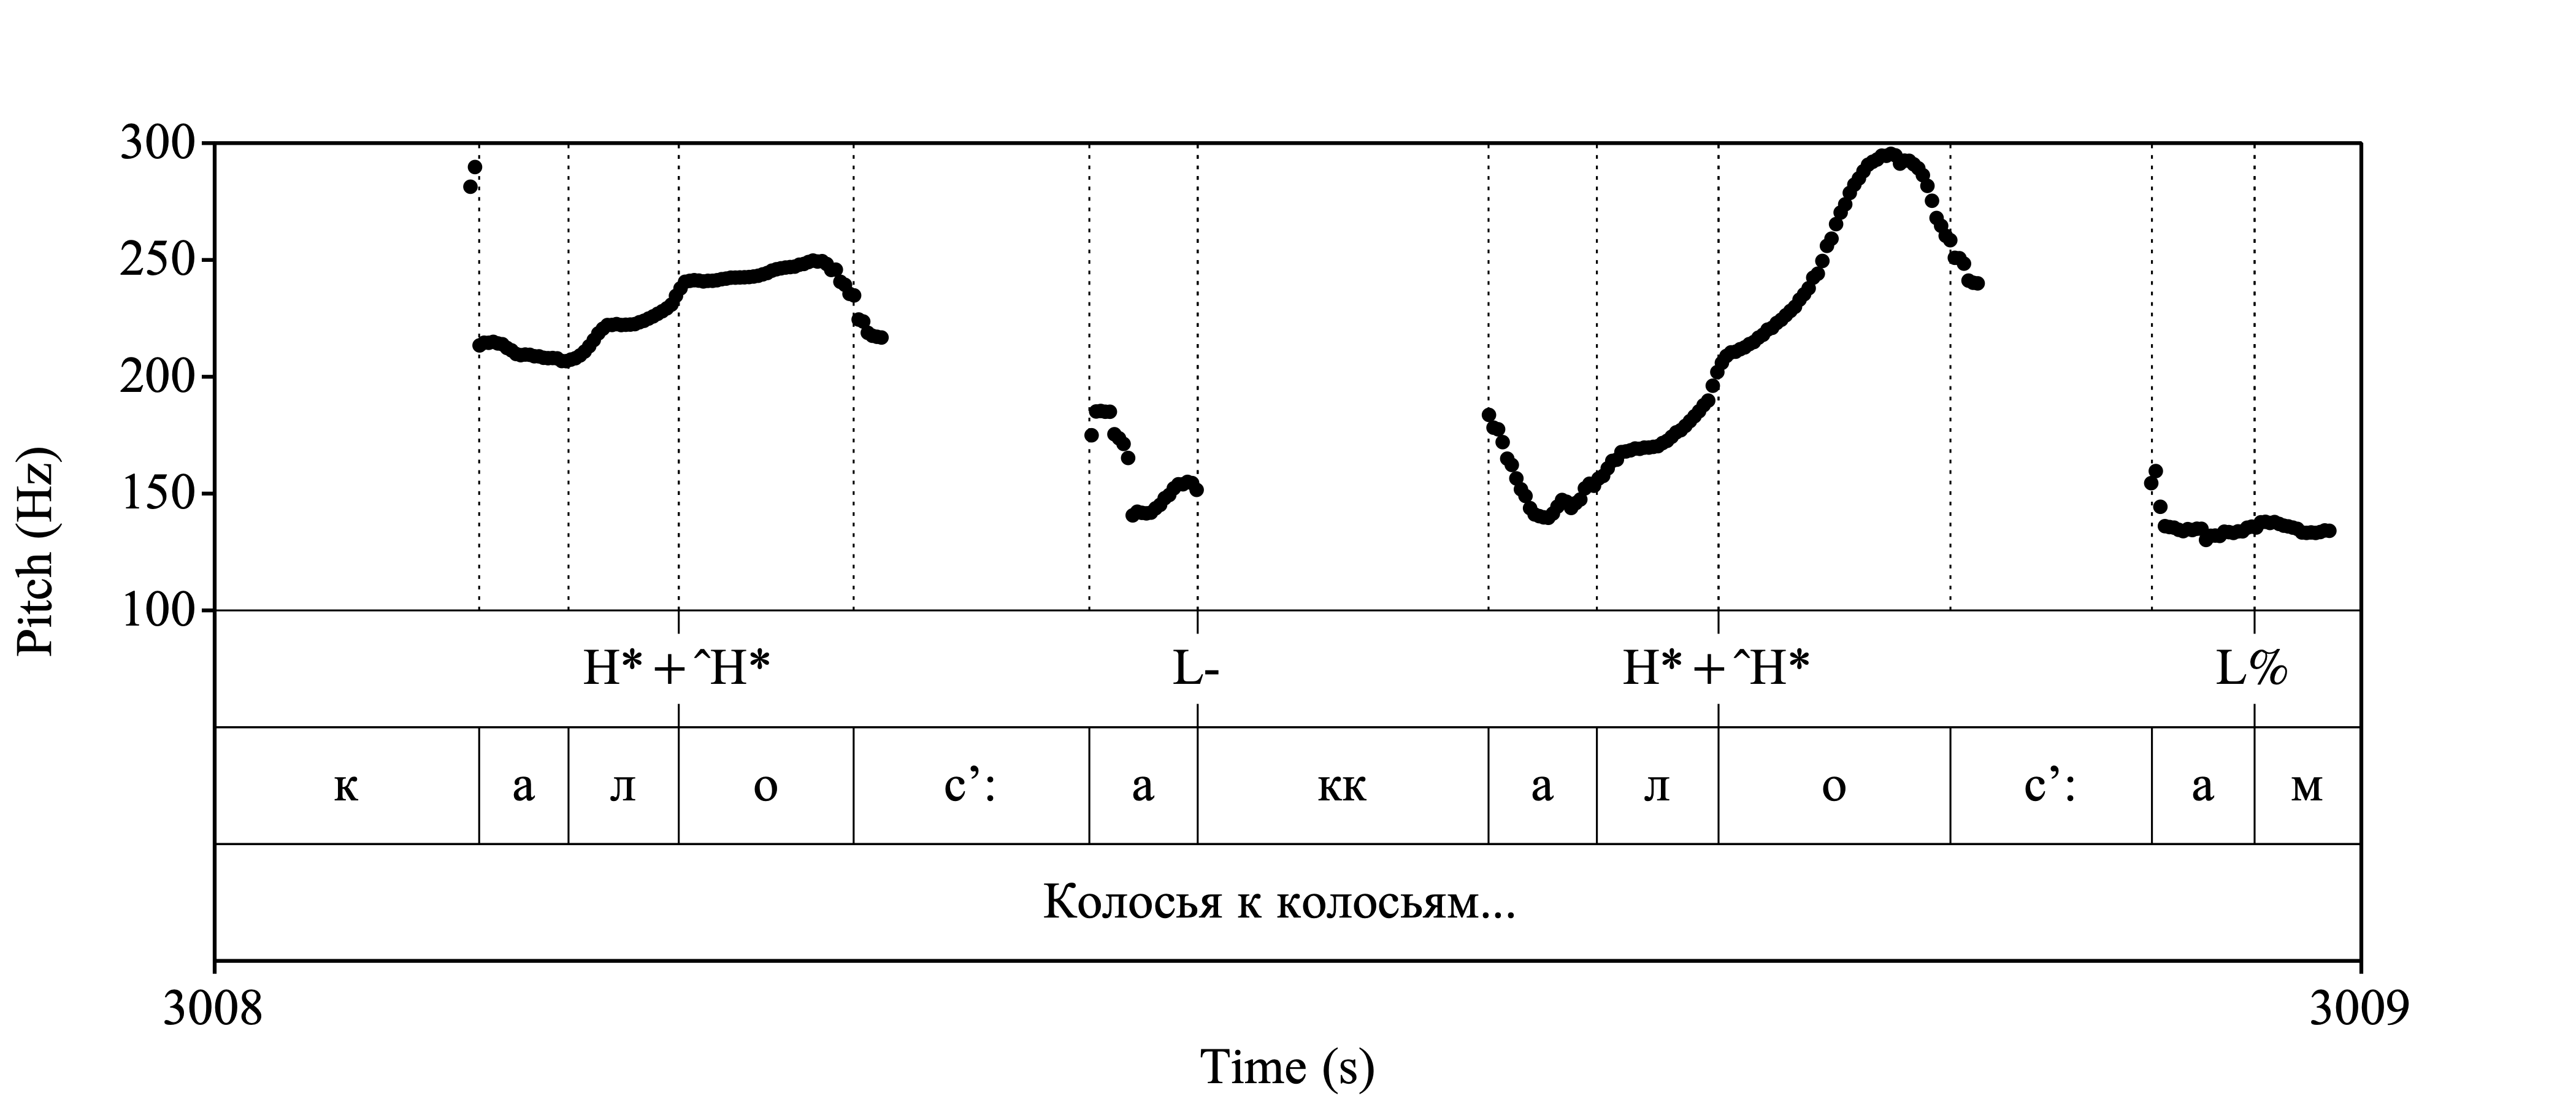 300
250
200
150
100
Pitch (Hz)
H* + ^H* L- H* + ^H* L%
к а л о с’: а кк а л о с’: а м
Колосья к колосьям...
3008 3009
Time (s)